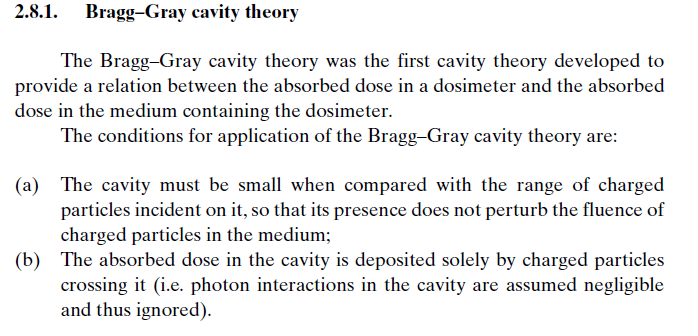 2.8.1. Bragg–Gray cavity theory
The Bragg–Gray cavity theory was the first cavity theory developed to
provide a relation between the absorbed dose in a dosimeter and the absorbed
dose in the medium containing the dosimeter.
The conditions for application of the Bragg–Gray cavity theory are:
(a) The cavity must be small when compared with the range of charged
particles incident on it, so that its presence does not perturb the fluence of
charged particles in the medium;
(b) The absorbed dose in the cavity is deposited solely by charged particles
crossing it (i.e. photon interactions in the cavity are assumed negligible
and thus ignored).